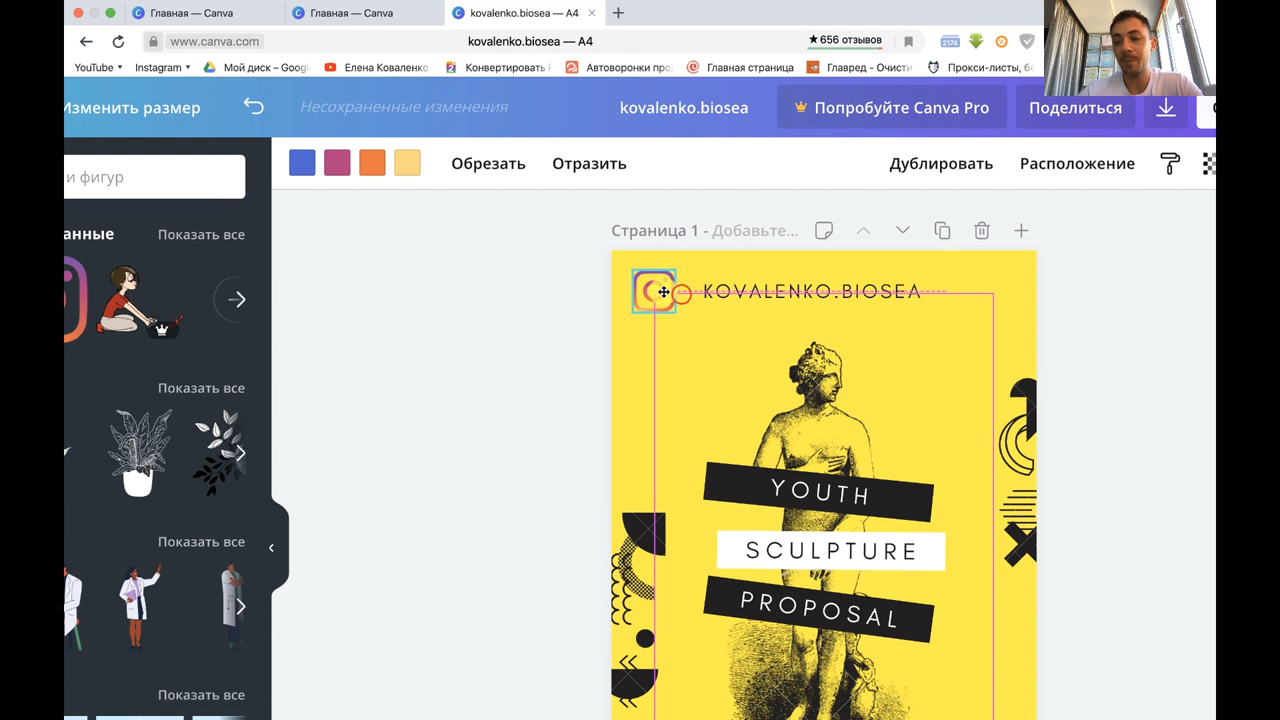 Главная — Canva
Главная — Canva
kovalenko.biosea — A4
www.canva.com
kovalenko.biosea — A4
★656 отзывов
2174
YouTube
Instagram
Мой диск – Googl
Елена Коваленко
Конвертировать F
Автоворонки про
Главная страница
Главред - Очисти
Прокси-листы, бе
Изменить размер
Несохраненные изменения
kovalenko.biosea
Попробуйте Canva Pro
Поделиться
и фигур
Обрезать
Отразить
Дублировать
Расположение
анные
Показать все
Страница 1 - Добавьте...
KOVALENKO.BIOSEA
Показать все
YOUTH
SCULPTURE
PROPOSAL
Показать все
Показать все